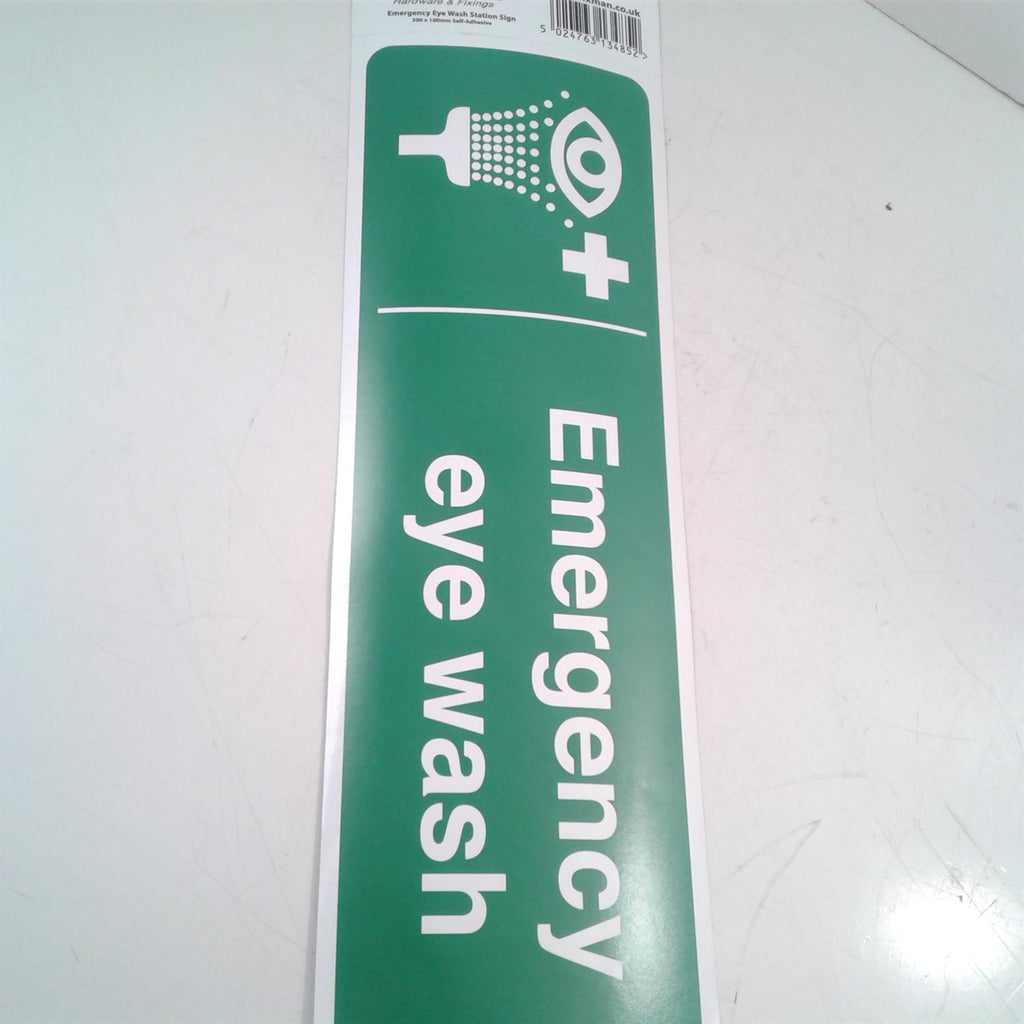 Hardware & Fixings
Emergency Eye Wash Station Sign
300 x 100mm Self-Adhesive
5 024763 134852 >
Emergency
eye wash